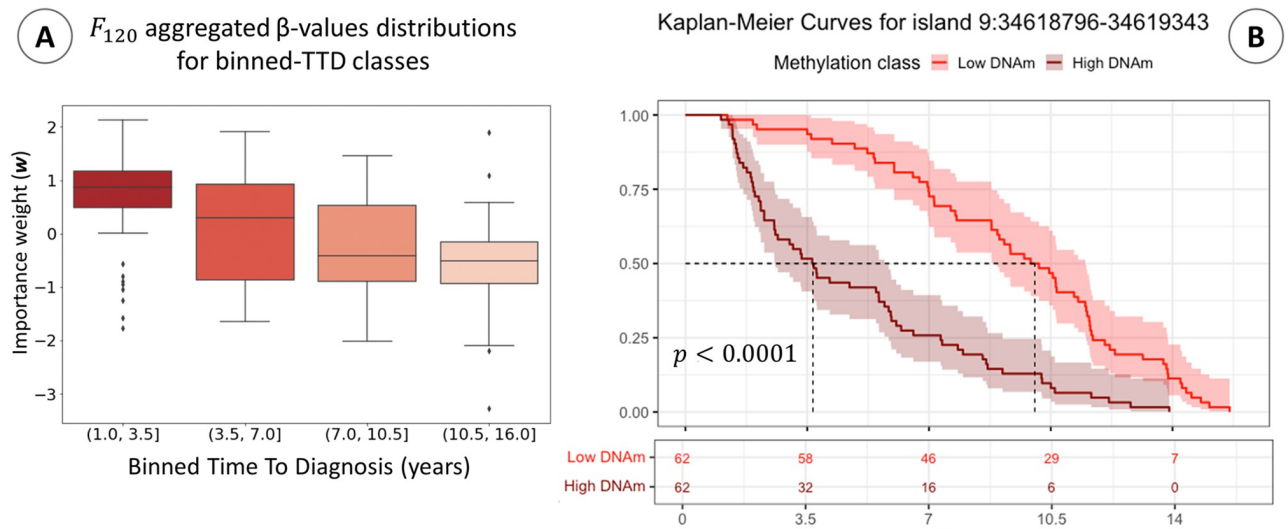 A
F₁₂₀ aggregated β-values distributions
for binned-TTD classes
Importance weight (w)
2
1
0
−1
−2
−3
(1.0, 3.5] (3.5, 7.0] (7.0, 10.5] (10.5, 16.0]
Binned Time To Diagnosis (years)
Kaplan-Meier Curves for island 9:34618796-34619343
B
Methylation class Low DNAm High DNAm
1.00
0.75
0.50
0.25
0.00
p < 0.0001
Low DNAm 62 58 46 29 7
High DNAm 62 32 16 6 0
0 3.5 7 10.5 14